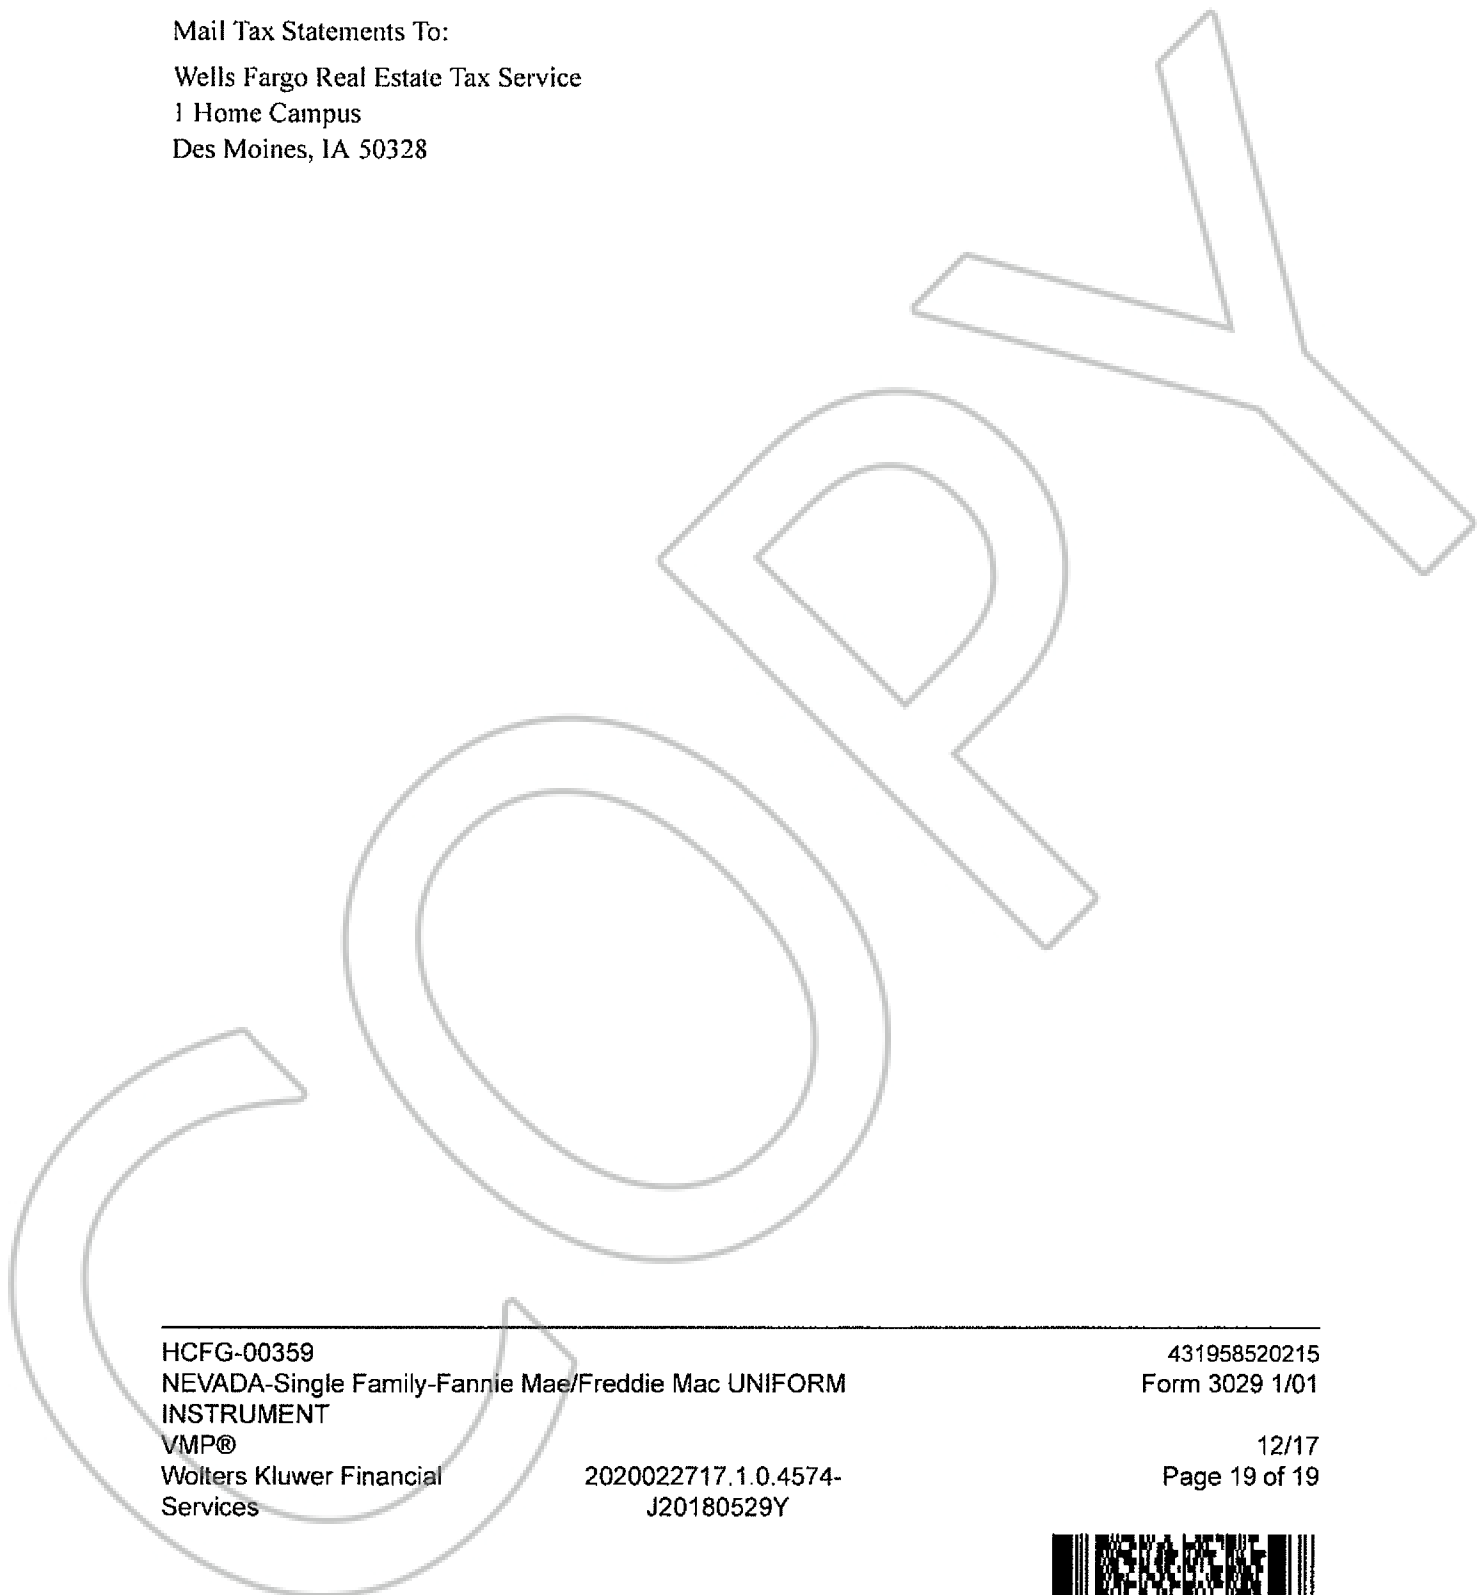 Mail Tax Statements To:
Wells Fargo Real Estate Tax Service
1 Home Campus
Des Moines, IA 50328
COPY
HCFG-00359 431958520215
NEVADA-Single Family-Fannie Mae/Freddie Mac UNIFORM Form 3029 1/01
INSTRUMENT
VMP® 12/17
Wolters Kluwer Financial 2020022717.1.0.4574- Page 19 of 19
Services J20180529Y